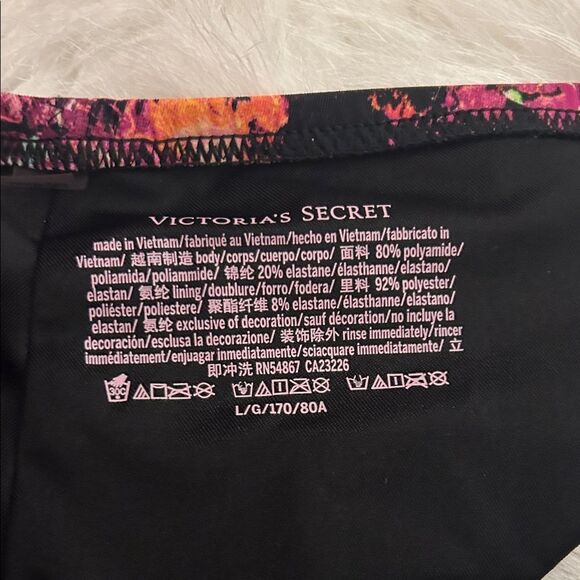 VICTORIA'S SECRET
made in Vietnam/fabriqué au Vietnam/hecho en Vietnam/fabbricato in
Vietnam/ 越南制造 body/corps/cuerpo/corpo/ 面料 80% polyamide/
poliamida/poliammide/ 锦纶 20% elastane/élasthanne/elastano/
elastan/ 氨纶 lining/doublure/forro/fodera/ 里料 92% polyester/
poliéster/poliestere/ 聚酯纤维 8% elastane/élasthanne/elastano/
elastan/ 氨纶 exclusive of decoration/sauf décoration/no incluye la
decoración/esclusa la decorazione/ 装饰除外 rinse immediately/rincer
immédiatement/enjuagar inmediatamente/sciacquare immediatamente/ 立
即冲洗 RN54867 CA23226
30C
L/G/170/80A